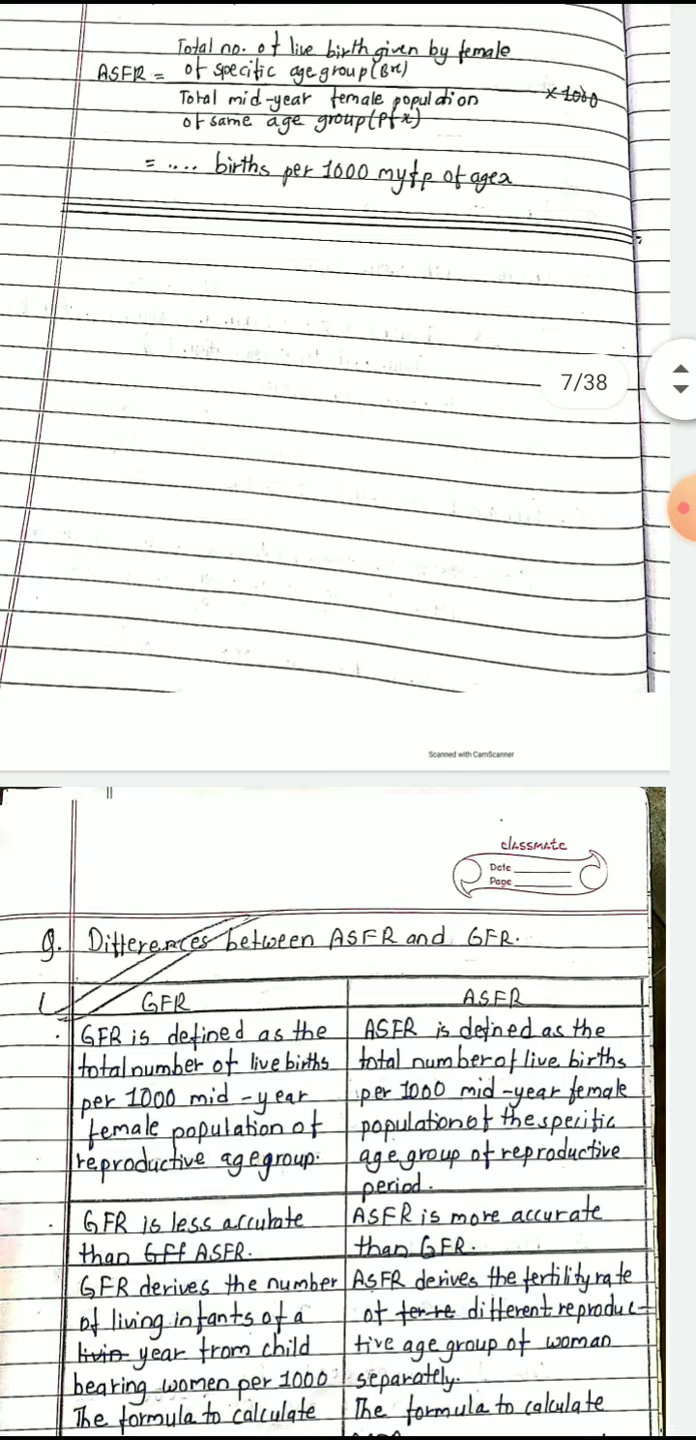 Total no. of live birth given by female
ASFR = of specific age group (Bx)
x 1000
Total mid-year female population
of same age group (Pfx)
= .... births per 1000 myfp of age x
7/38
Scanned with CamScanner
classmate
Date
Page
Q. Differences between ASFR and GFR.
GFR
GFR is defined as the
total number of live births
per 1000 mid-year
female population of
reproductive age group.
ASFR
ASFR is defined as the
total number of live births
per 1000 mid-year female
population of the specific
age group of reproductive
period.
GFR is less accurate
than Gff ASFR.
ASFR is more accurate
than GFR.
GFR derives the number
of living infants of a
livin year from child
bearing women per 1000
ASFR derives the fertility rate
of different reproduc-
tive age group of woman
separately.
The formula to calculate
The formula to calculate